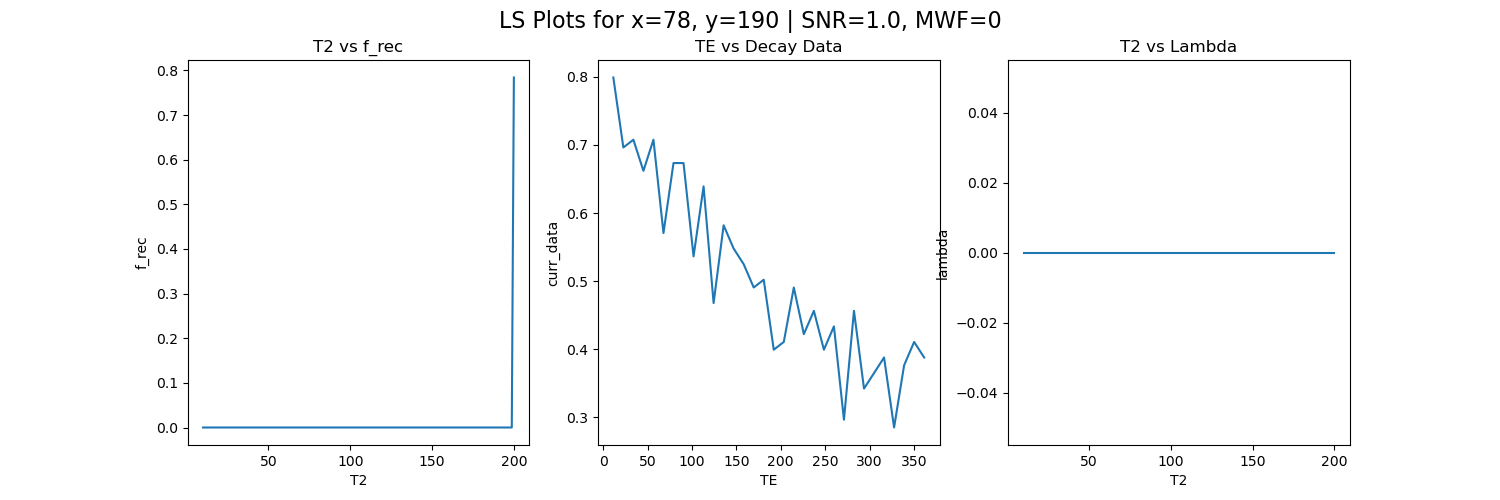 LS Plots for x=78, y=190 | SNR=1.0, MWF=0
T2 vs f_rec
0.8
0.7
0.6
0.5
0.4
0.3
0.2
0.1
0.0
f_rec
50 100 150 200
T2
TE vs Decay Data
0.8
0.7
0.6
0.5
0.4
0.3
curr_data
0 50 100 150 200 250 300 350
TE
T2 vs Lambda
0.04
0.02
0.00
−0.02
−0.04
lambda
50 100 150 200
T2